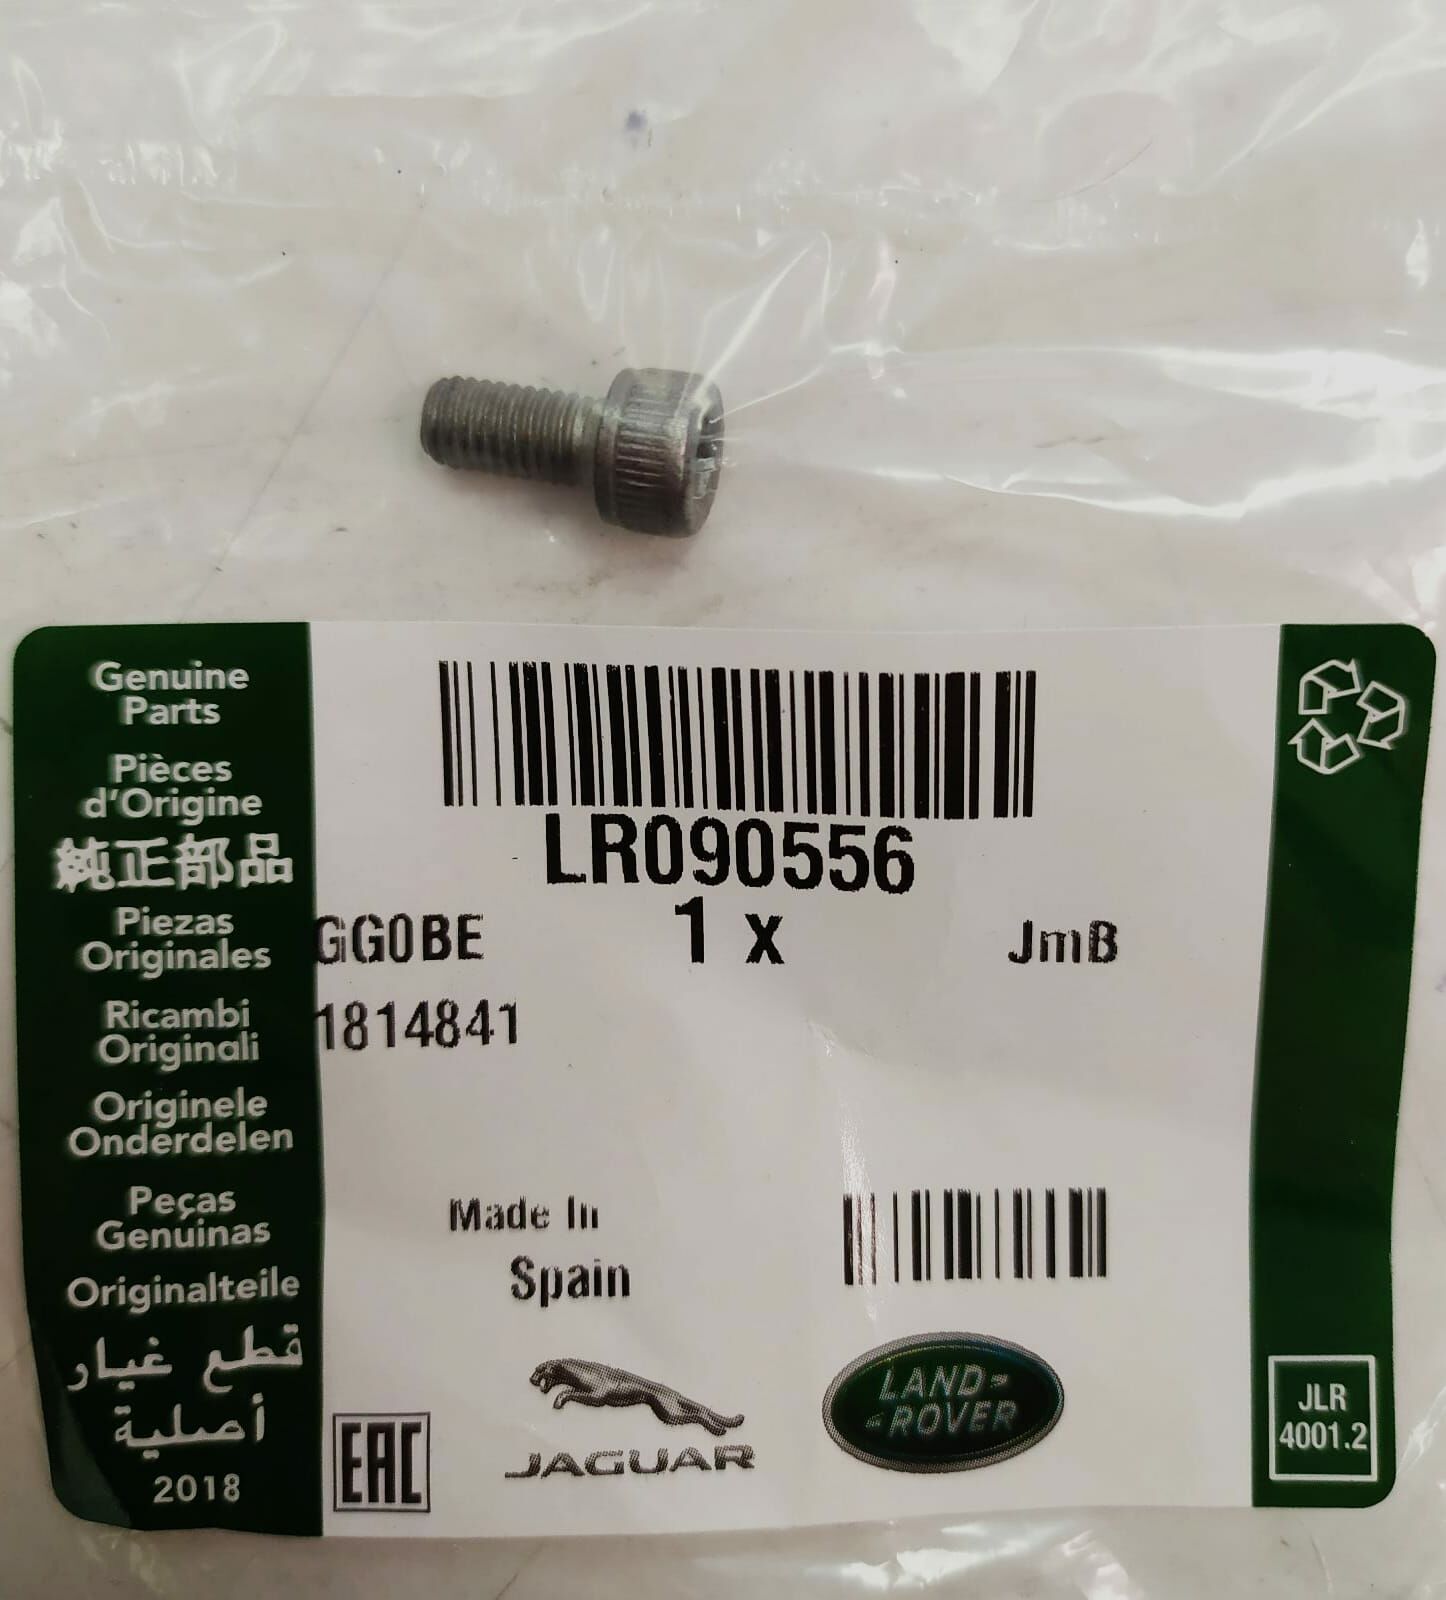 Genuine
Parts
Pièces
d'Origine
純正部品
Piezas
Originales
Ricambi
Originali
Originele
Onderdelen
Peças
Genuinas
Originalteile
قطع غيار
أصلية
2018
LR090556
GG0BE 1 x JmB
1814841
Made In
Spain
EAC
JAGUAR
LAND
ROVER
JLR
4001.2